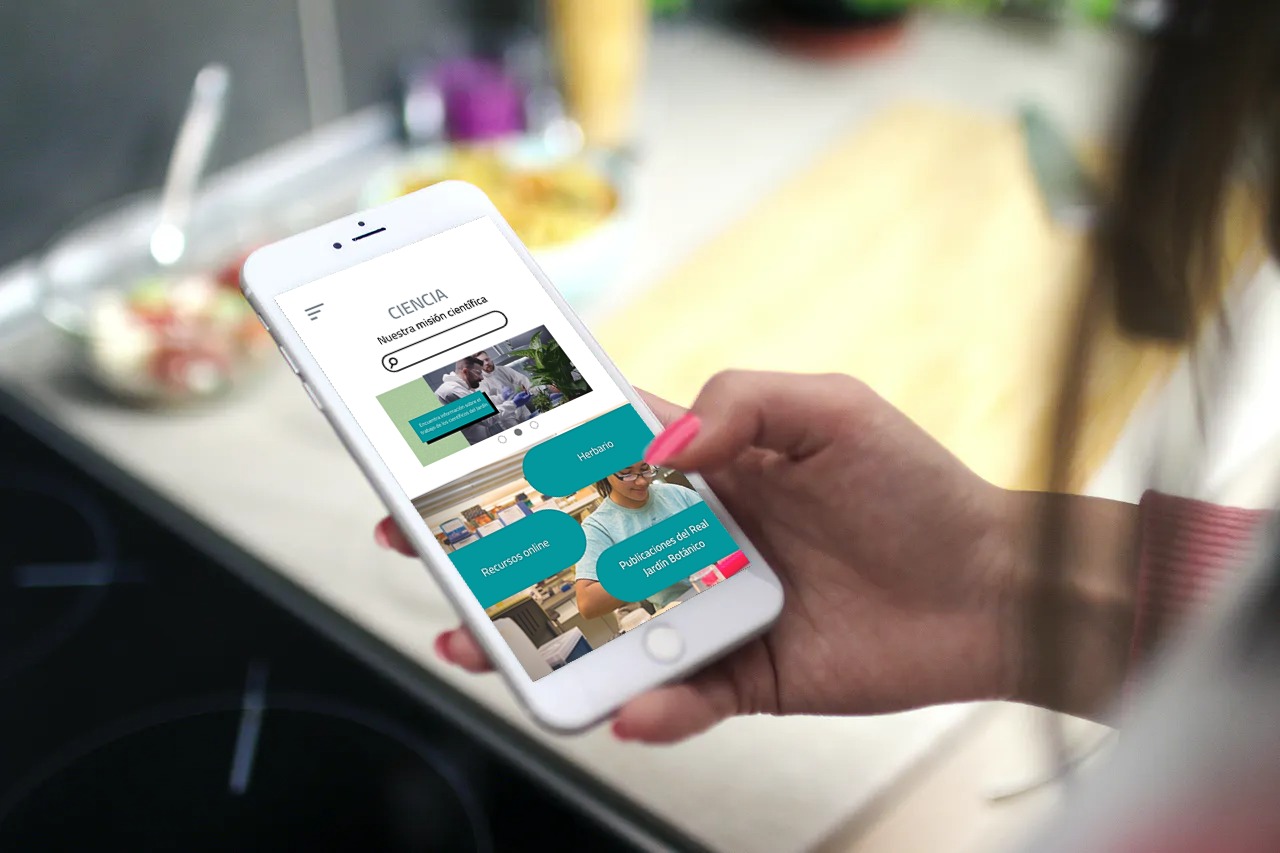 CIENCIA
Nuestra misión científica
Encuentra información sobre el
trabajo de los científicos del Jardín
Herbario
Recursos online
Publicaciones del Real
Jardín Botánico